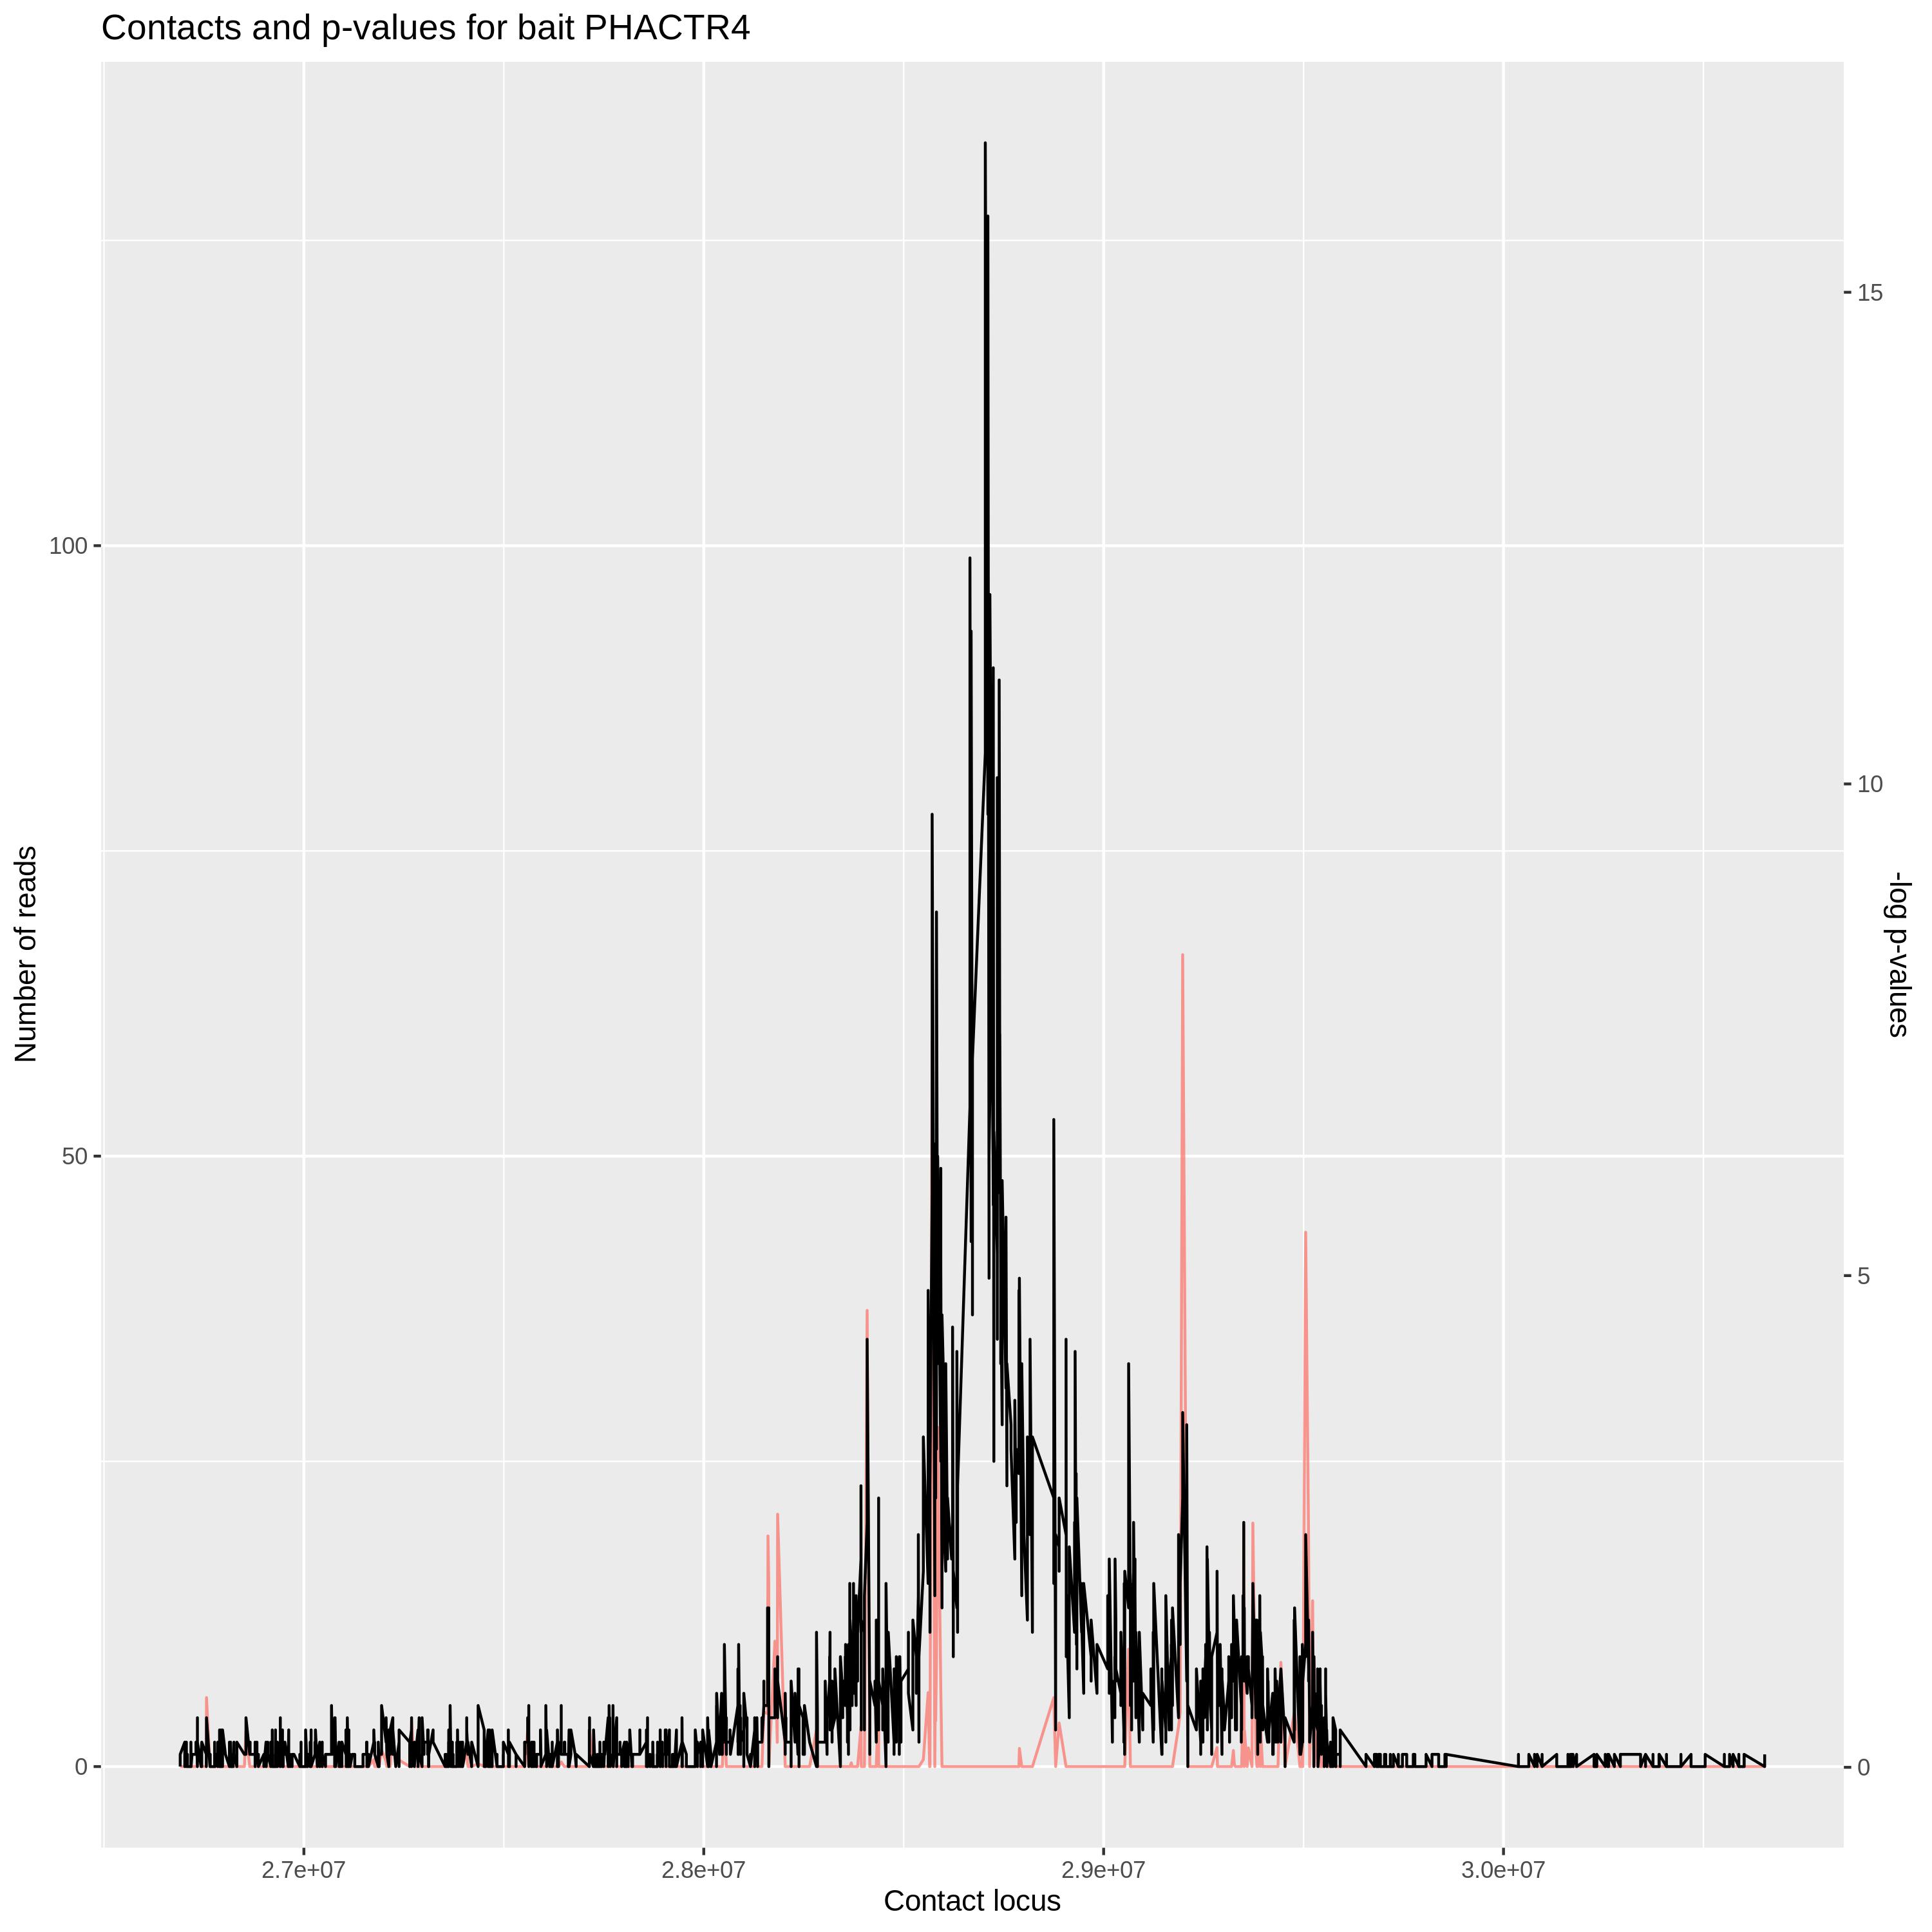 Contacts and p-values for bait PHACTR4
Number of reads
100
50
0
15
10
5
0
-log p-values
2.7e+07 2.8e+07 2.9e+07 3.0e+07
Contact locus